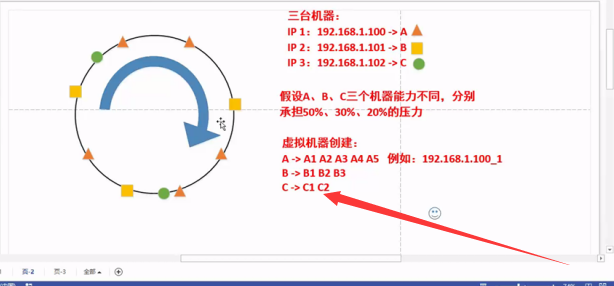 三台机器：
IP 1：192.168.1.100 -> A
IP 2：192.168.1.101 -> B
IP 3：192.168.1.102 -> C
假设A、B、C三个机器能力不同，分别
承担50%、30%、20%的压力
虚拟机器创建：
A -> A1 A2 A3 A4 A5 例如：192.168.1.100_1
B -> B1 B2 B3
C -> C1 C2
页-2 页-3 全部